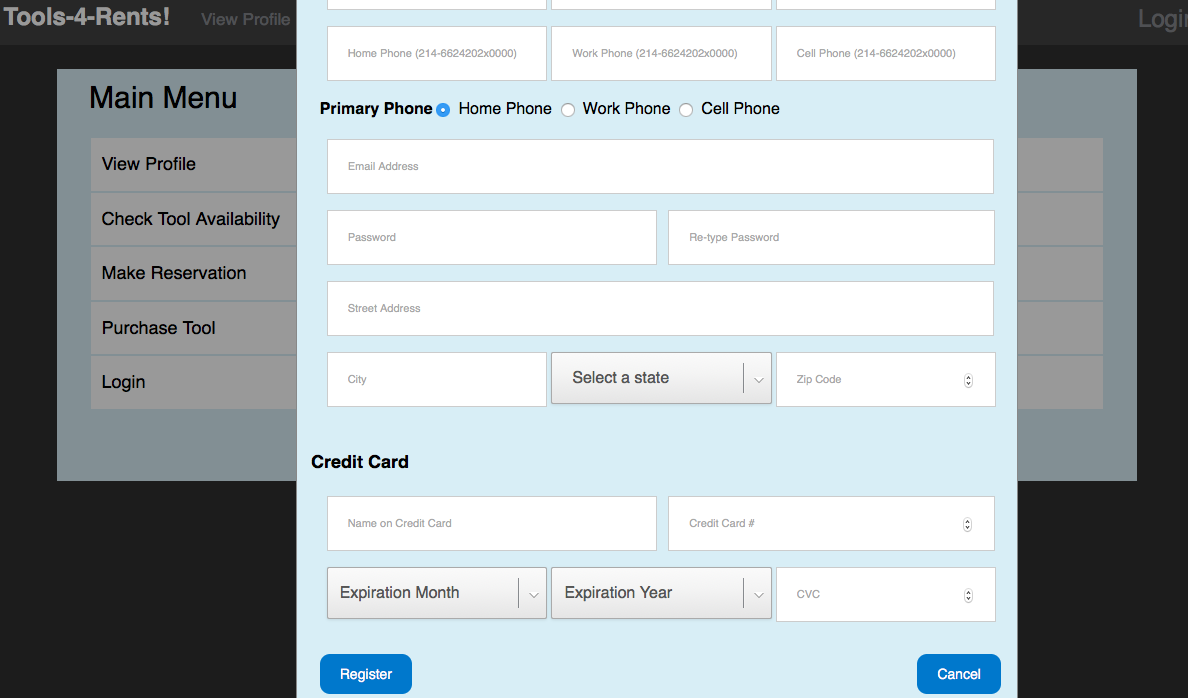 Tools-4-Rents! View Profile
Home Phone (214-6624202x0000) Work Phone (214-6624202x0000) Cell Phone (214-6624202x0000)
Main Menu
Primary Phone Home Phone Work Phone Cell Phone
View Profile
Email Address
Check Tool Availability
Password Re-type Password
Make Reservation
Street Address
Purchase Tool
Login
City Select a state Zip Code
Credit Card
Name on Credit Card Credit Card #
Expiration Month Expiration Year CVC
Register Cancel